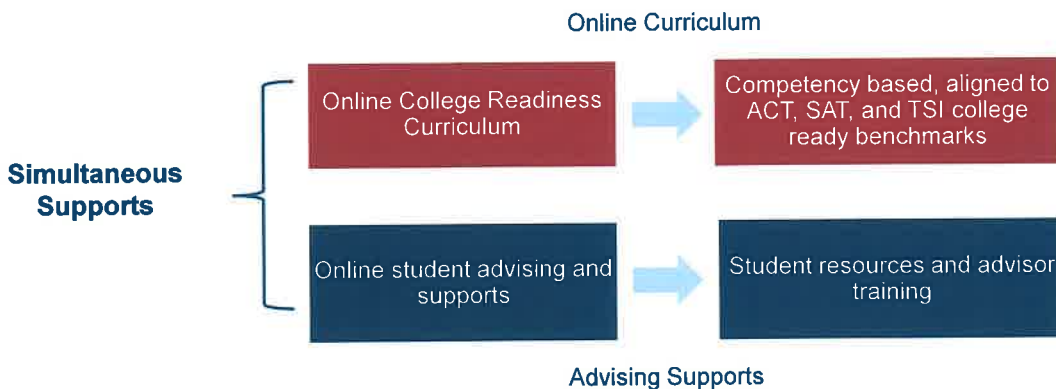 Online Curriculum
Online College Readiness
Curriculum
Competency based, aligned to
ACT, SAT, and TSI college
ready benchmarks
Simultaneous
Supports
Online student advising and
supports
Student resources and advisor
training
Advising Supports